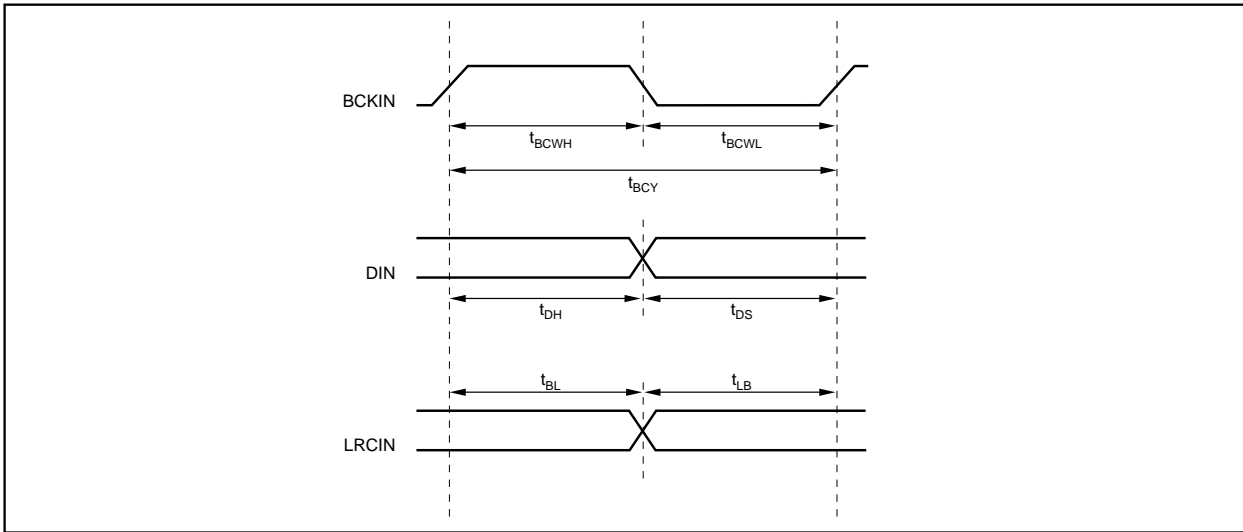 BCKIN
tBCWH tBCWL
tBCY
DIN
tDH tDS
tBL tLB
LRCIN